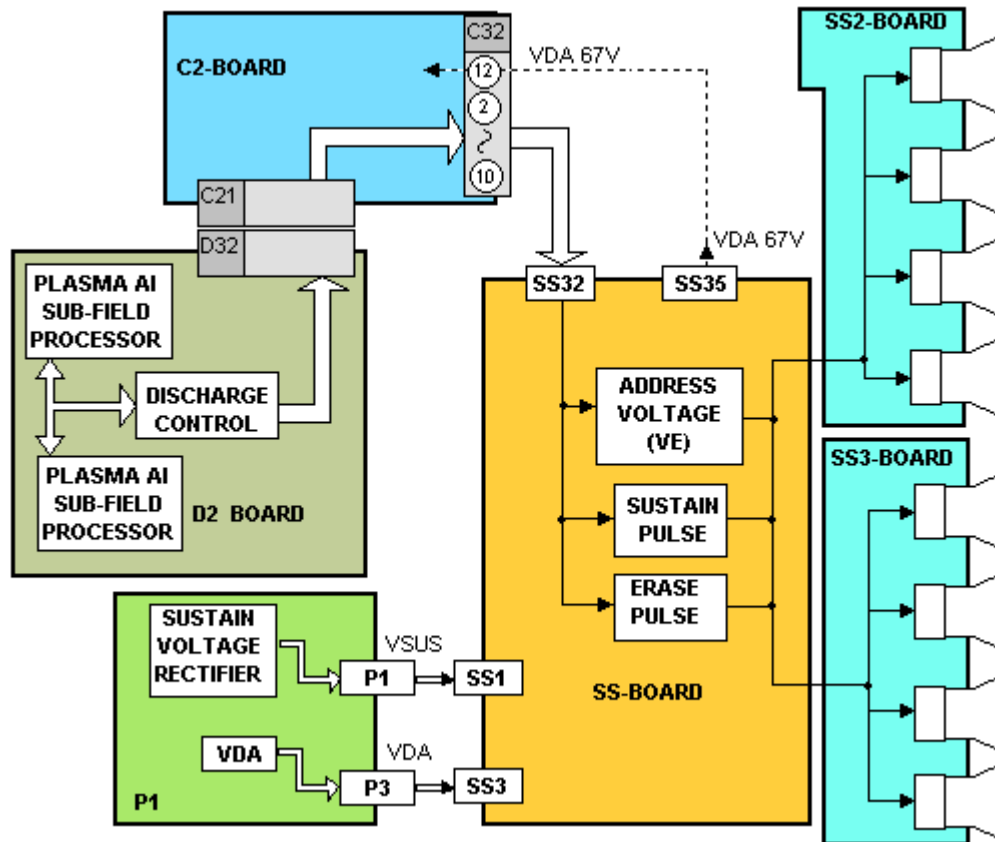 C2-BOARD
C32
12
2
10
VDA 67V
C21
D32
PLASMA AI
SUB-FIELD
PROCESSOR
DISCHARGE
CONTROL
PLASMA AI
SUB-FIELD
PROCESSOR
D2 BOARD
VDA 67V
SS32
SS35
ADDRESS
VOLTAGE
(VE)
SUSTAIN
PULSE
ERASE
PULSE
SS-BOARD
SS2-BOARD
SS3-BOARD
SUSTAIN
VOLTAGE
RECTIFIER
VSUS
P1
SS1
VDA
VDA
P3
SS3
P1